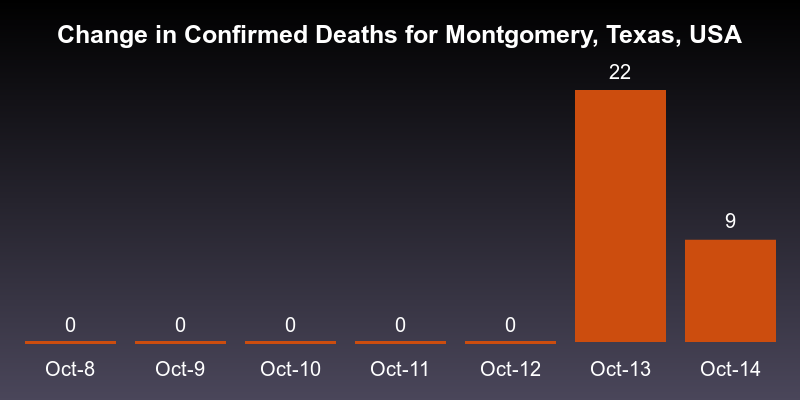 Change in Confirmed Deaths for Montgomery, Texas, USA
22
9
0 0 0 0 0
Oct-8 Oct-9 Oct-10 Oct-11 Oct-12 Oct-13 Oct-14